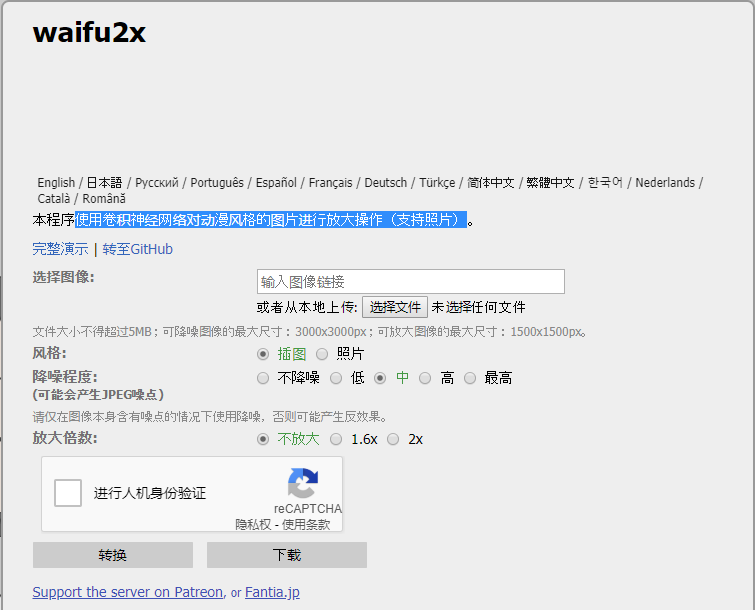 waifu2x
English / 日本語 / Русский / Português / Español / Français / Deutsch / Türkçe / 简体中文 / 繁體中文 / 한국어 / Nederlands /
Català / Română
本程序使用卷积神经网络对动漫风格的图片进行放大操作（支持照片）。
完整演示 | 转至GitHub
选择图像: 输入图像链接
或者从本地上传: 选择文件 未选择任何文件
文件大小不得超过5MB；可降噪图像的最大尺寸：3000x3000px；可放大图像的最大尺寸：1500x1500px。
风格: 插图 照片
降噪程度: 不降噪 低 中 高 最高
(可能会产生JPEG噪点)
请仅在图像本身含有噪点的情况下使用降噪，否则可能产生反效果。
放大倍数: 不放大 1.6x 2x
进行人机身份验证
reCAPTCHA
隐私权 - 使用条款
转换 下载
Support the server on Patreon, or Fantia.jp